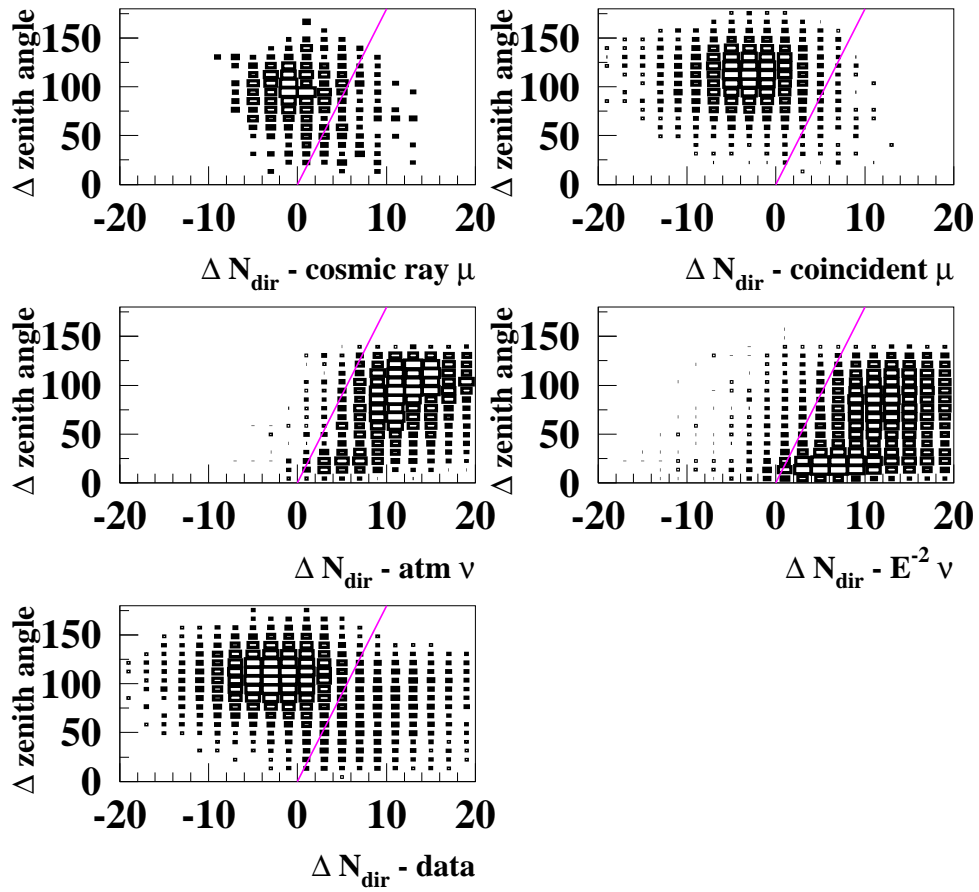 Δ zenith angle
150
100
50
0
-20 -10 0 10 20
Δ N_dir - cosmic ray μ
Δ zenith angle
150
100
50
0
-20 -10 0 10 20
Δ N_dir - coincident μ
Δ zenith angle
150
100
50
0
-20 -10 0 10 20
Δ N_dir - atm ν
Δ zenith angle
150
100
50
0
-20 -10 0 10 20
Δ N_dir - E^-2 ν
Δ zenith angle
150
100
50
0
-20 -10 0 10 20
Δ N_dir - data